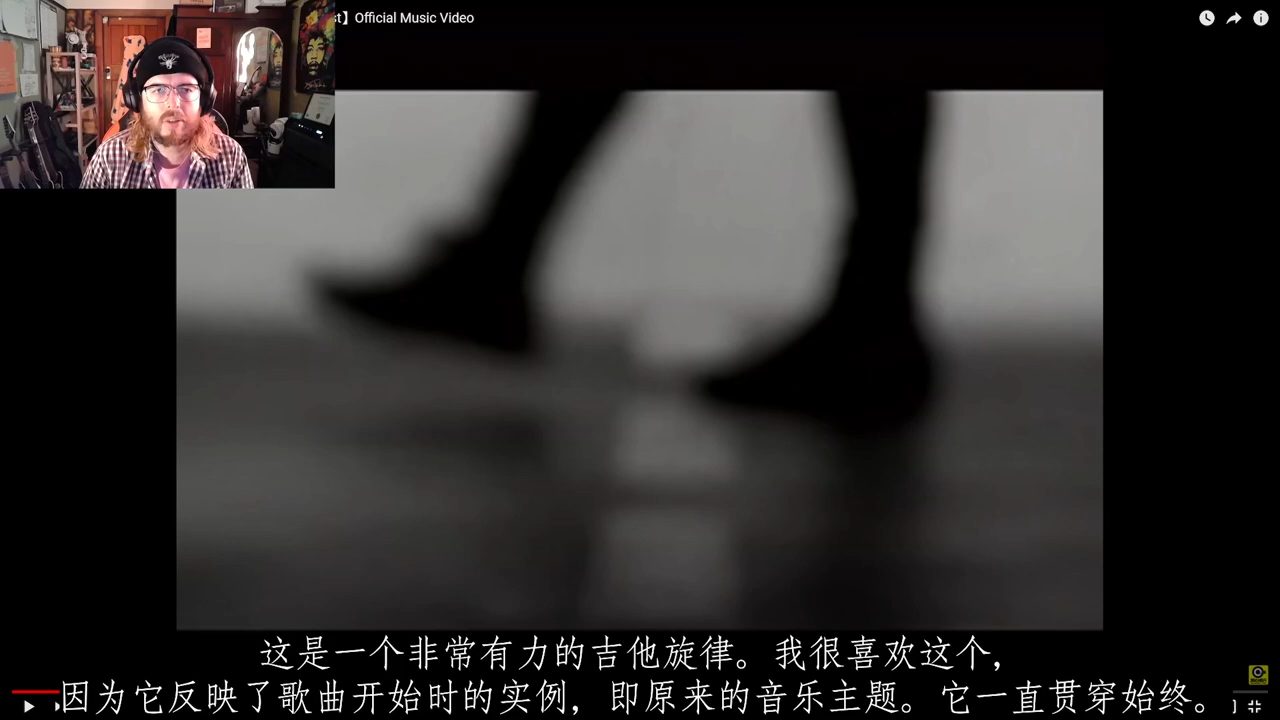 st】Official Music Video
这是一个非常有力的吉他旋律。我很喜欢这个,
因为它反映了歌曲开始时的实例，即原来的音乐主题。它一直贯穿始终。